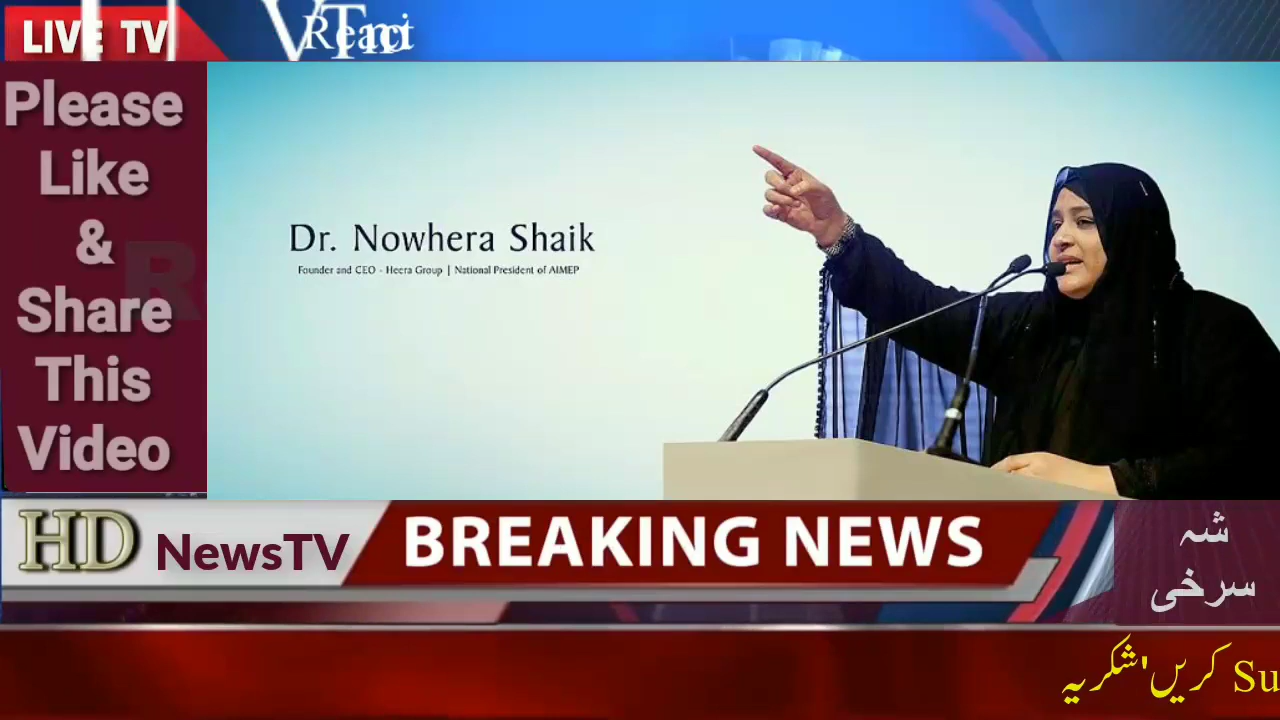 LIVE TV
Please
Like
&
Share
This
Video
R
Dr. Nowhera Shaik
Founder and CEO - Heera Group | National President of AIMEP
HD NewsTV
BREAKING NEWS
شہ
سرخی
Su کریں'شکریہ